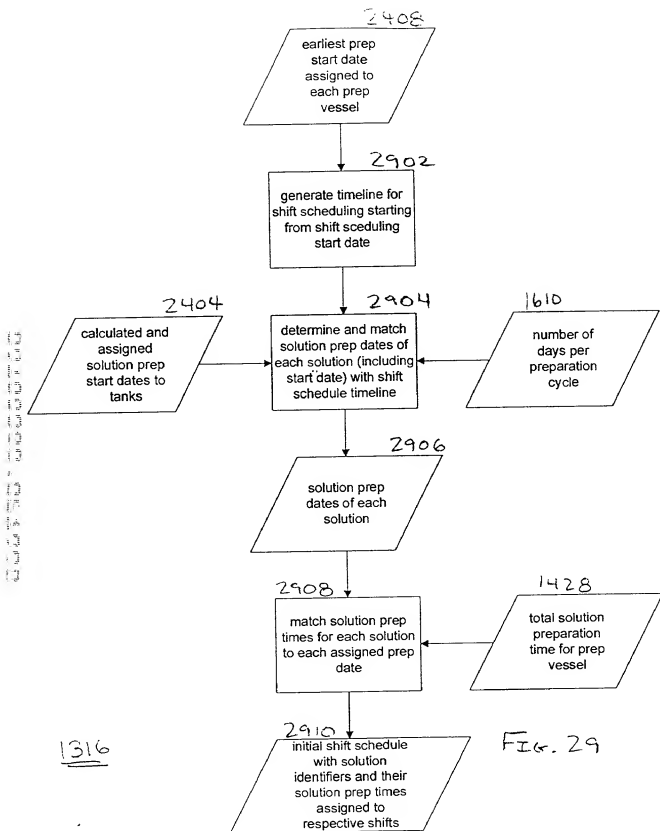 2408
earliest prep
start date
assigned to
each prep
vessel
2902
generate timeline for
shift scheduling starting
from shift sceduling
start date
2404
calculated and
assigned
solution prep
start dates to
tanks
2904
determine and match
solution prep dates of
each solution (including
start date) with shift
schedule timeline
1610
number of
days per
preparation
cycle
2906
solution prep
dates of each
solution
2908
match solution prep
times for each solution
to each assigned prep
date
1428
total solution
preparation
time for prep
vessel
2910
initial shift schedule
with solution
identifiers and their
solution prep times
assigned to
respective shifts
1316
FIG. 29